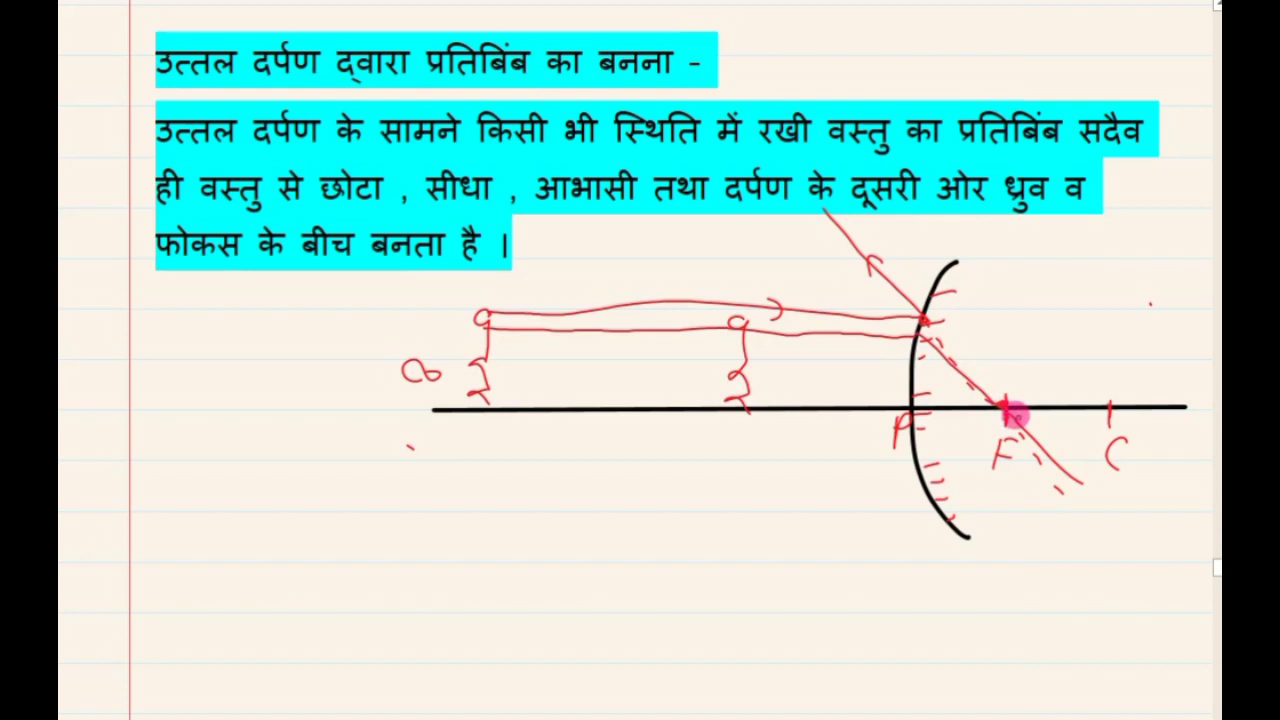 उत्तल दर्पण द्वारा प्रतिबिंब का बनना -
उत्तल दर्पण के सामने किसी भी स्थिति में रखी वस्तु का प्रतिबिंब सदैव
ही वस्तु से छोटा , सीधा , आभासी तथा दर्पण के दूसरी ओर ध्रुव व
फोकस के बीच बनता है ।
∞
P F C